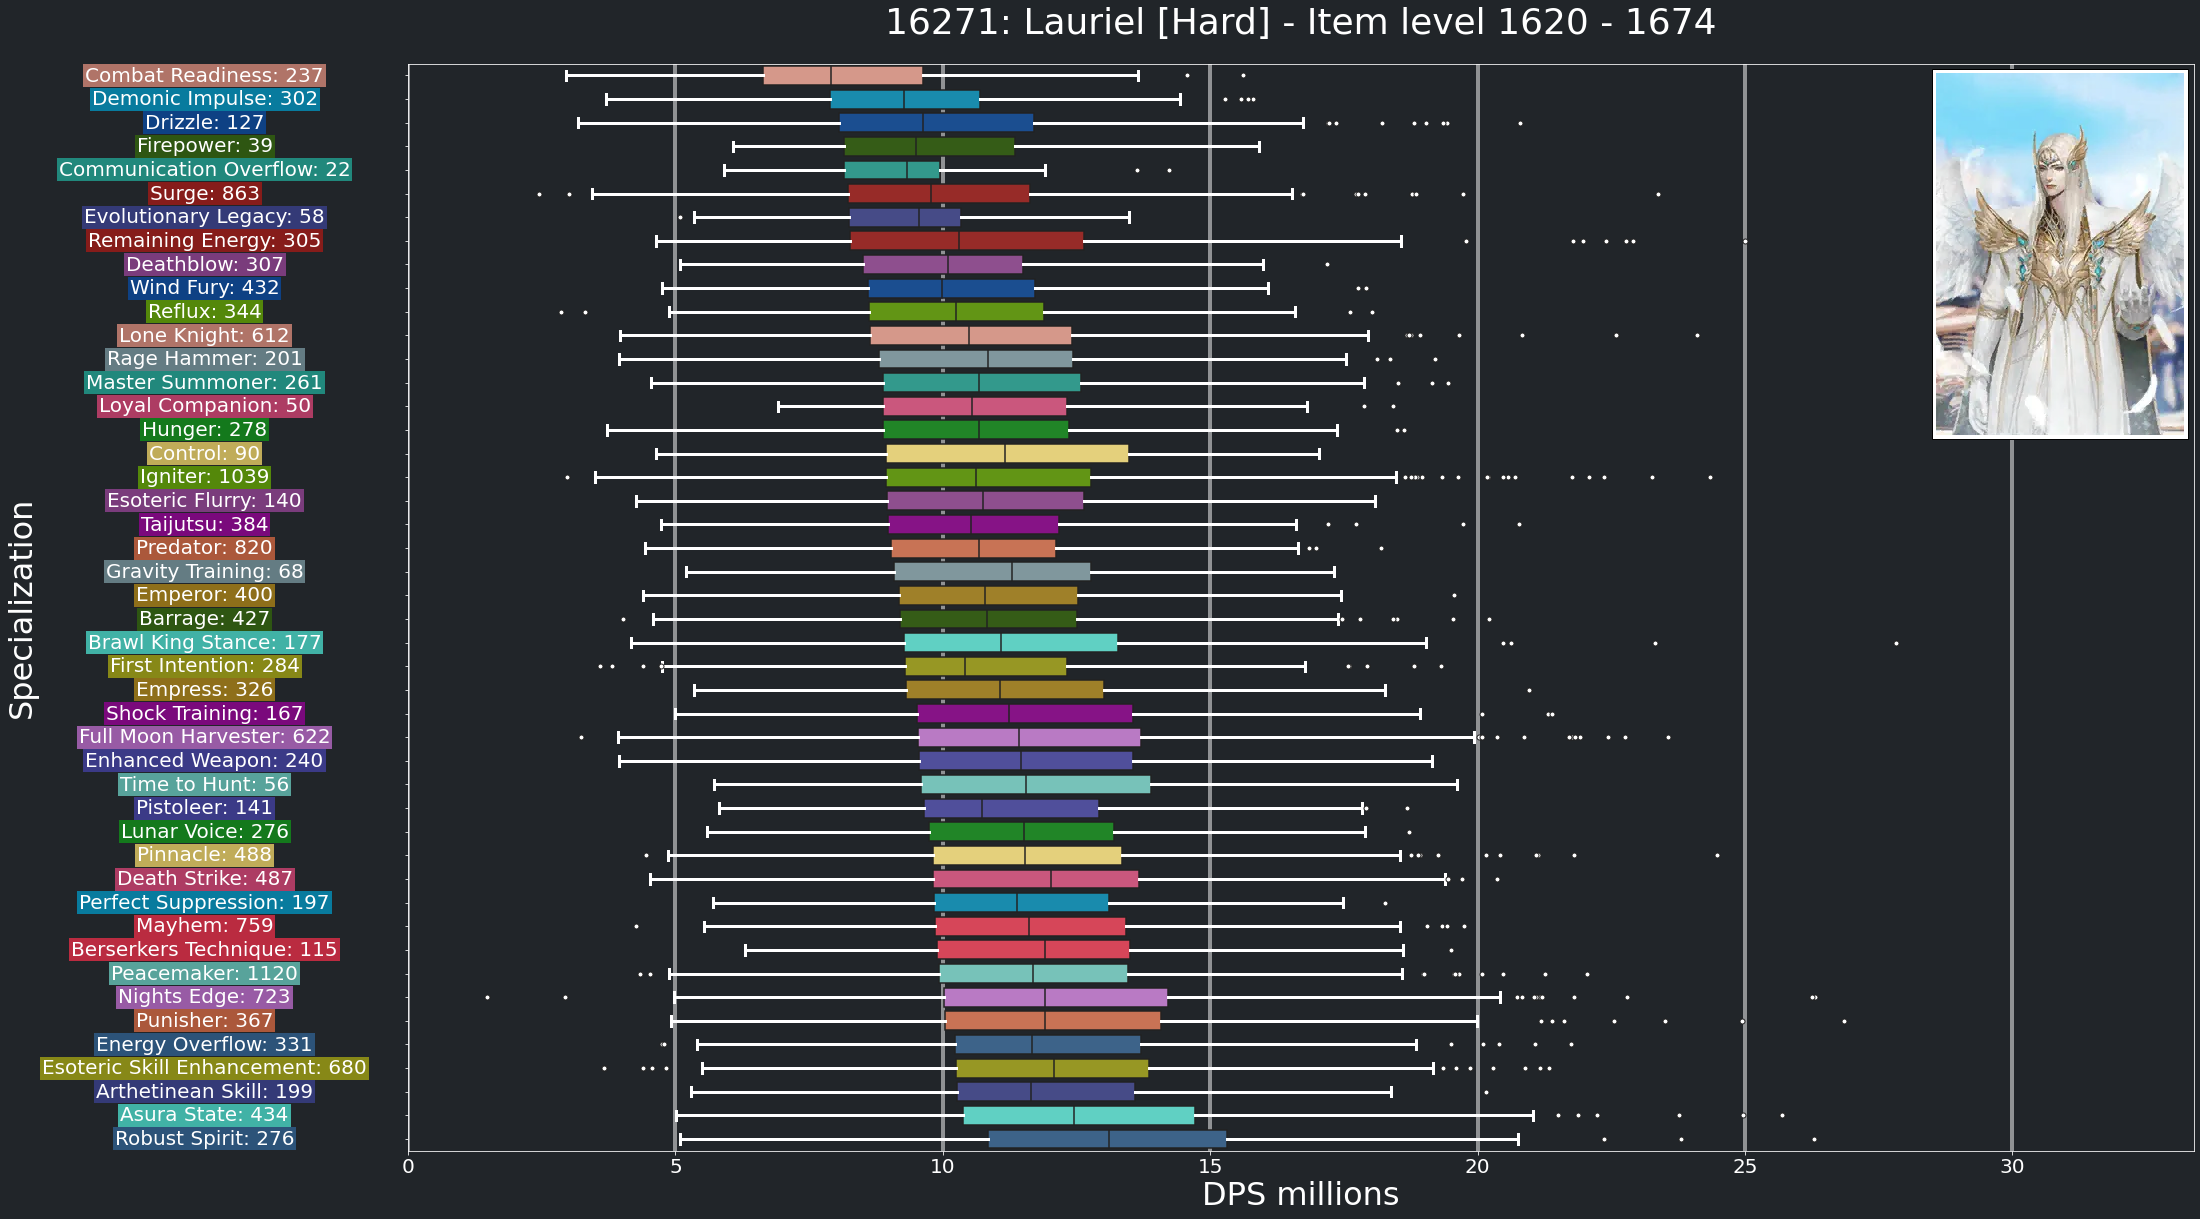 16271: Lauriel [Hard] - Item level 1620 - 1674
Combat Readiness: 237
Demonic Impulse: 302
Drizzle: 127
Firepower: 39
Communication Overflow: 22
Surge: 863
Evolutionary Legacy: 58
Remaining Energy: 305
Deathblow: 307
Wind Fury: 432
Reflux: 344
Lone Knight: 612
Rage Hammer: 201
Master Summoner: 261
Loyal Companion: 50
Hunger: 278
Control: 90
Igniter: 1039
Esoteric Flurry: 140
Taijutsu: 384
Predator: 820
Gravity Training: 68
Emperor: 400
Barrage: 427
Brawl King Stance: 177
First Intention: 284
Empress: 326
Shock Training: 167
Full Moon Harvester: 622
Enhanced Weapon: 240
Time to Hunt: 56
Pistoleer: 141
Lunar Voice: 276
Pinnacle: 488
Death Strike: 487
Perfect Suppression: 197
Mayhem: 759
Berserkers Technique: 115
Peacemaker: 1120
Nights Edge: 723
Punisher: 367
Energy Overflow: 331
Esoteric Skill Enhancement: 680
Arthetinean Skill: 199
Asura State: 434
Robust Spirit: 276
Specialization
0 5 10 15 20 25 30
DPS millions